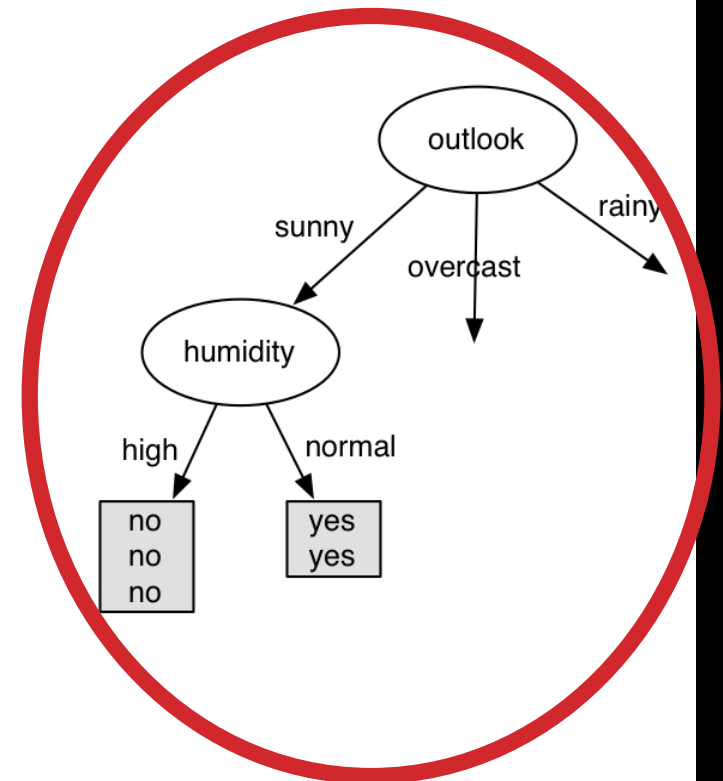 outlook
rainy
sunny
overcast
humidity
high
normal
no
no
no
yes
yes